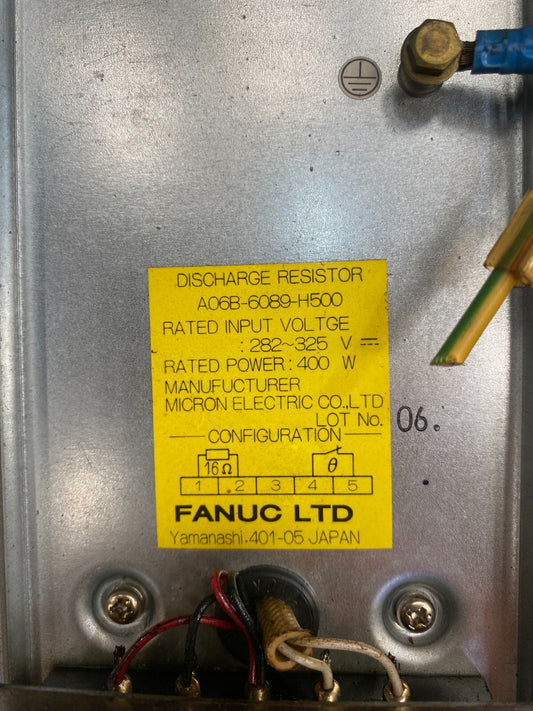 DISCHARGE RESISTOR
A06B-6089-H500
RATED INPUT VOLTGE
: 282~325 V ⎓
RATED POWER : 400 W
MANUFUCTURER
MICRON ELECTRIC CO.,LTD
LOT No. 06.
CONFIGURATION
16Ω θ
1 2 3 4 5
FANUC LTD
Yamanashi.401-05 JAPAN